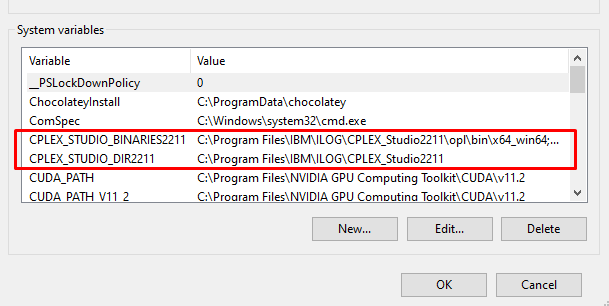 System variables
Variable Value
__PSLockDownPolicy 0
ChocolateyInstall C:\ProgramData\chocolatey
ComSpec C:\Windows\system32\cmd.exe
CPLEX_STUDIO_BINARIES2211 C:\Program Files\IBM\ILOG\CPLEX_Studio2211\opl\bin\x64_win64;...
CPLEX_STUDIO_DIR2211 C:\Program Files\IBM\ILOG\CPLEX_Studio2211
CUDA_PATH C:\Program Files\NVIDIA GPU Computing Toolkit\CUDA\v11.2
CUDA_PATH_V11_2 C:\Program Files\NVIDIA GPU Computing Toolkit\CUDA\v11.2
New... Edit... Delete
OK Cancel